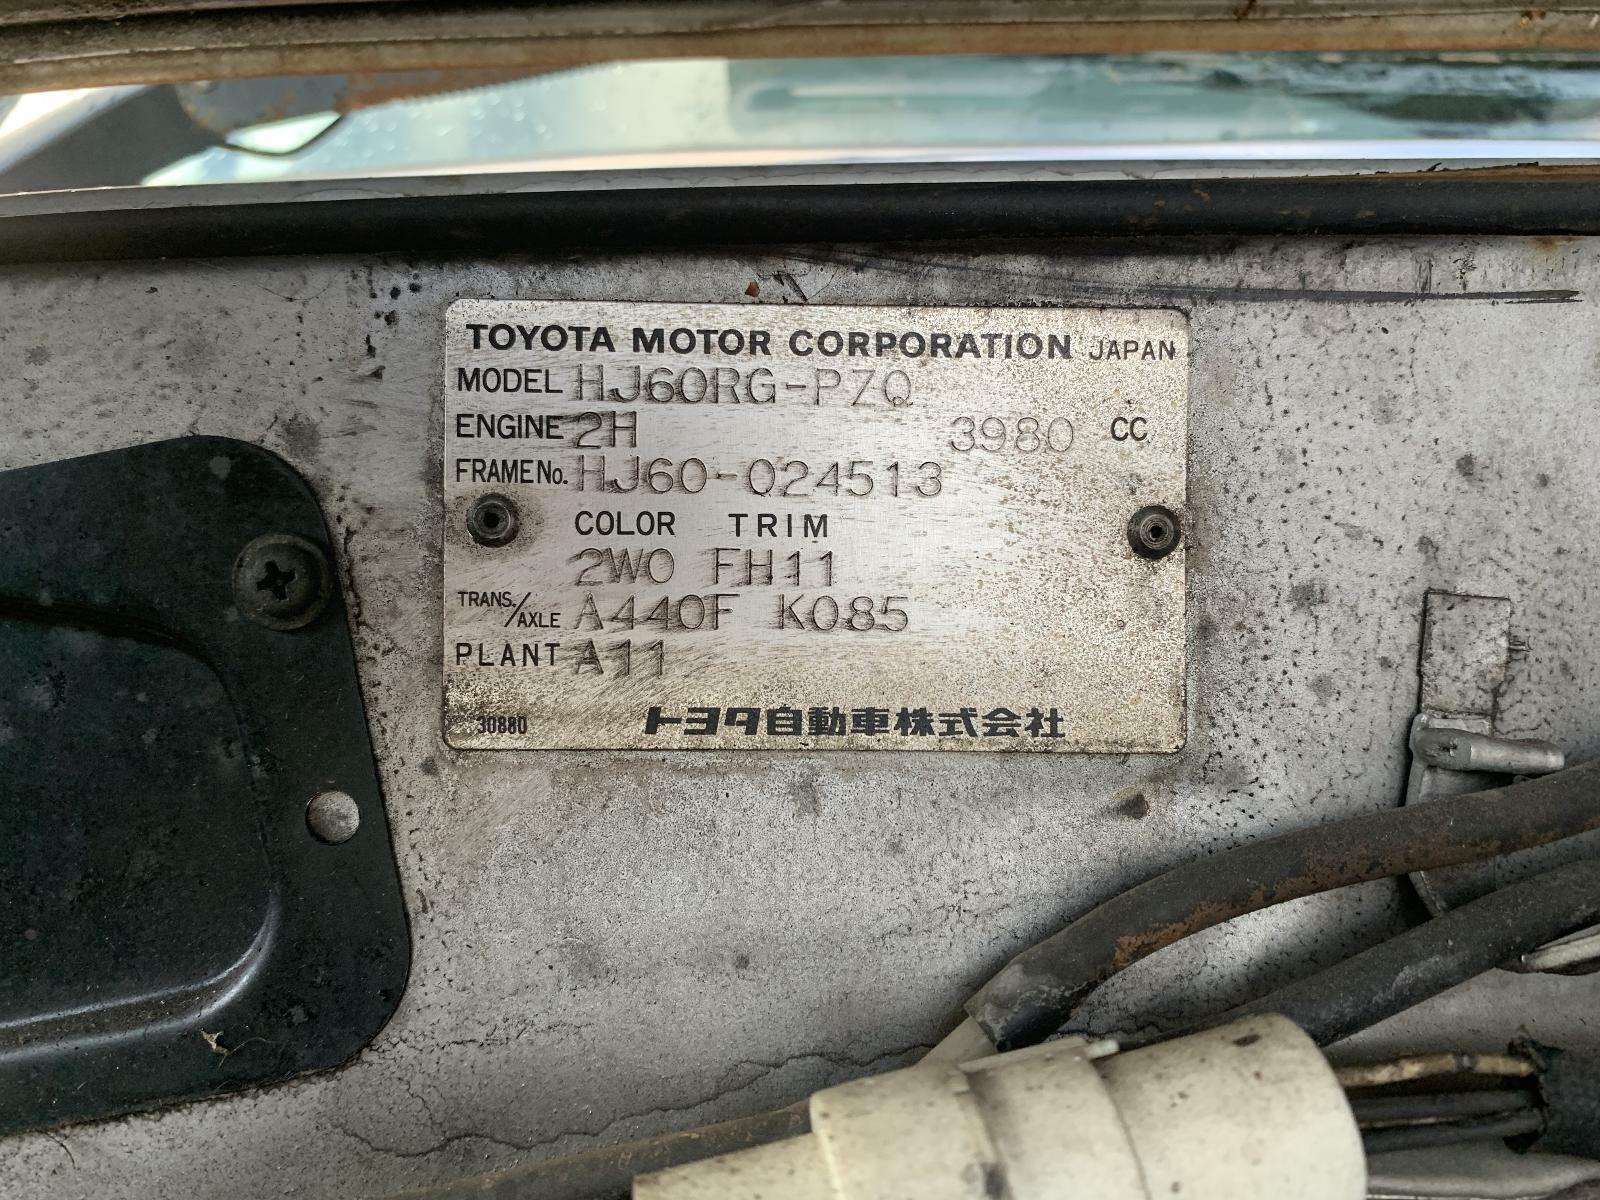 TOYOTA MOTOR CORPORATION JAPAN
MODEL HJ60RG-PZQ
ENGINE 2H 3980 CC
FRAME No. HJ60-024513
COLOR TRIM
2W0 FH11
TRANS./AXLE A440F K085
PLANT A11
30880 トヨタ自動車株式会社